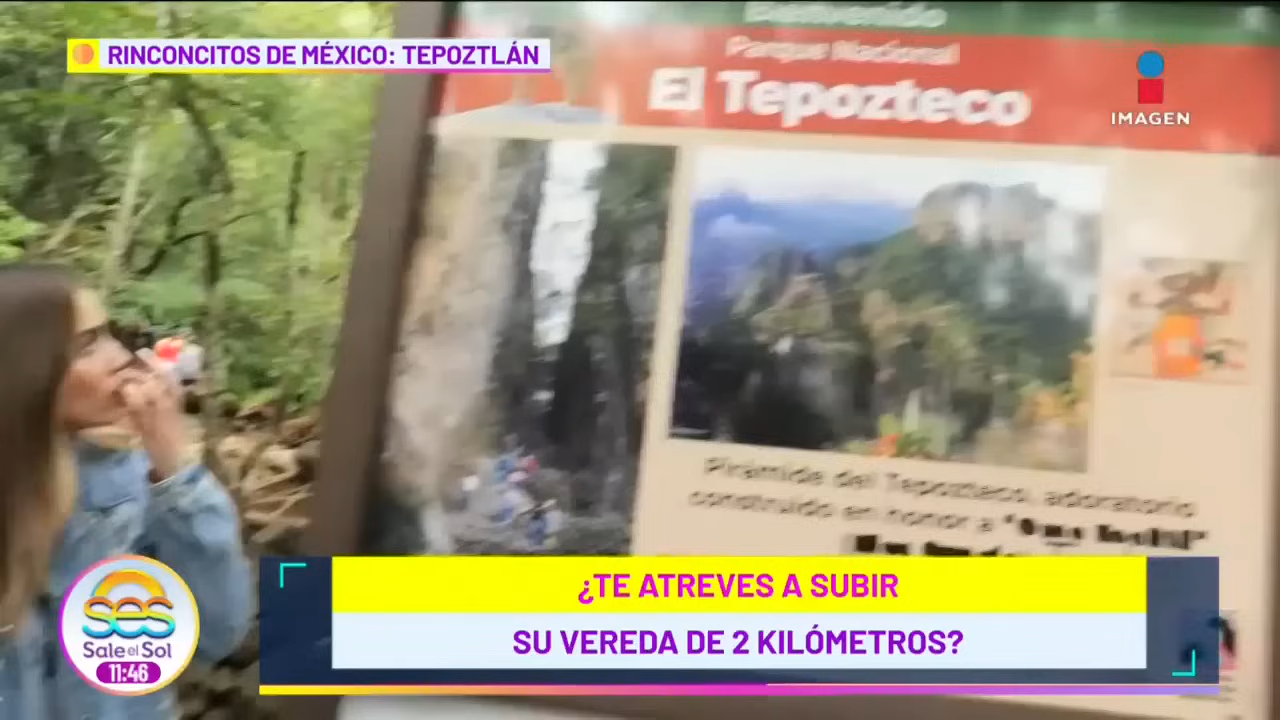 RINCONCITOS DE MÉXICO: TEPOZTLÁN
IMAGEN
Bienvenido
Parque Nacional
El Tepozteco
Pirámide del Tepozteco, adoratorio
construido en honor a
¿TE ATREVES A SUBIR
SU VEREDA DE 2 KILÓMETROS?
ses
Sale el Sol
11:46